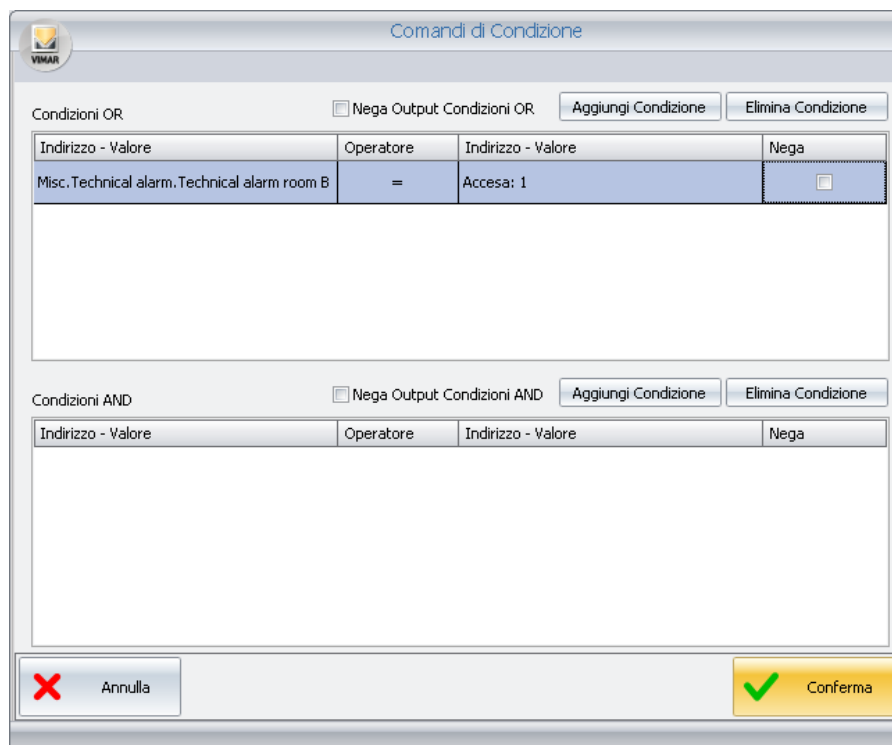 Comandi di Condizione
VIMAR
Condizioni OR
Nega Output Condizioni OR
Aggiungi Condizione
Elimina Condizione
Indirizzo - Valore Operatore Indirizzo - Valore Nega
Misc.Technical alarm.Technical alarm room B = Accesa: 1
Condizioni AND
Nega Output Condizioni AND
Aggiungi Condizione
Elimina Condizione
Indirizzo - Valore Operatore Indirizzo - Valore Nega
Annulla
Conferma